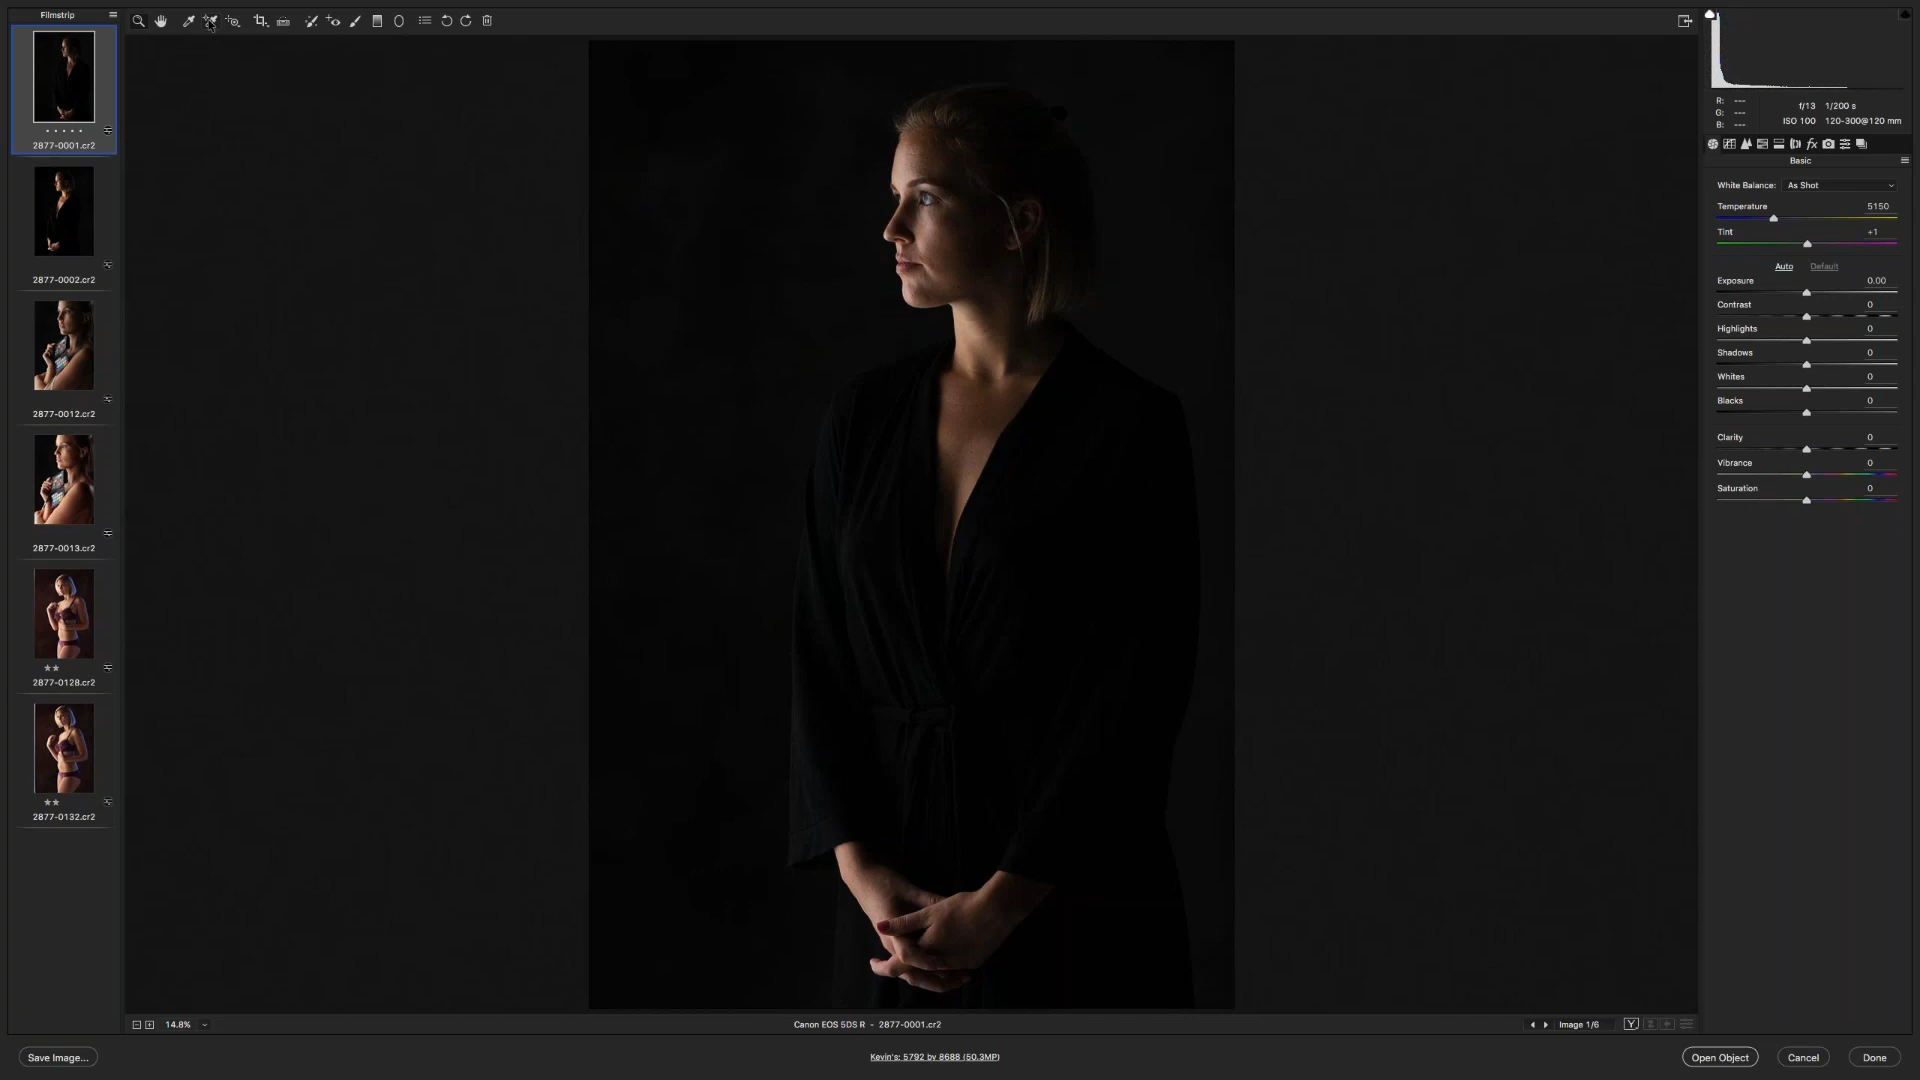 Filmstrip
2877-0001.cr2
2877-0002.cr2
2877-0012.cr2
2877-0013.cr2
2877-0128.cr2
2877-0132.cr2
14.8%
Canon EOS 5DS R - 2877-0001.cr2
Image 1/6
Y
Save Image...
Kevin's: 5792 by 8688 (50.3MP)
Open Object
Cancel
Done
R: ---
G: ---
B: ---
f/13 1/200 s
ISO 100 120-300@120 mm
fx
Basic
White Balance: As Shot
Temperature 5150
Tint +1
Auto Default
Exposure 0.00
Contrast 0
Highlights 0
Shadows 0
Whites 0
Blacks 0
Clarity 0
Vibrance 0
Saturation 0